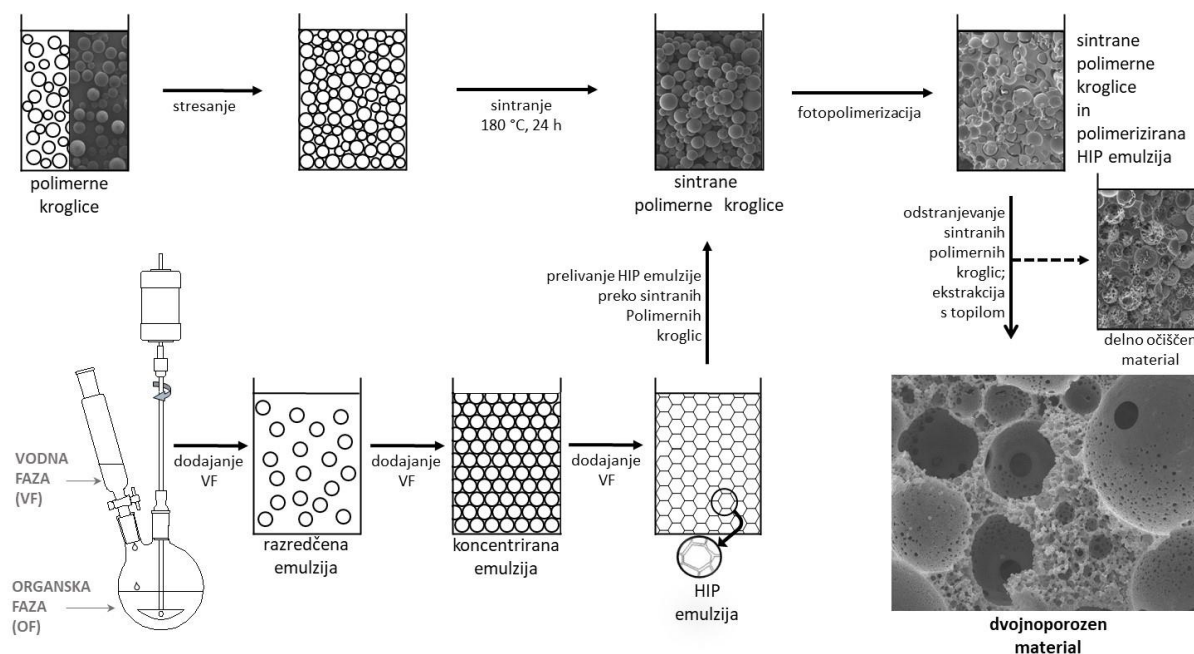 polimerne
kroglice
stresanje
sintranje
180 °C, 24 h
sintrane
polimerne kroglice
fotopolimerizacija
sintrane
polimerne
kroglice
in
polimerizirana
HIP emulzija
odstranjevanje
sintranih
polimernih
kroglic;
ekstrakcija
s topilom
delno očiščen
material
prelivanje HIP emulzije
preko sintranih
Polimernih
kroglic
VODNA
FAZA
(VF)
ORGANSKA
FAZA
(OF)
dodajanje
VF
razredčena
emulzija
dodajanje
VF
koncentrirana
emulzija
dodajanje
VF
HIP
emulzija
dvojnoporozen
material